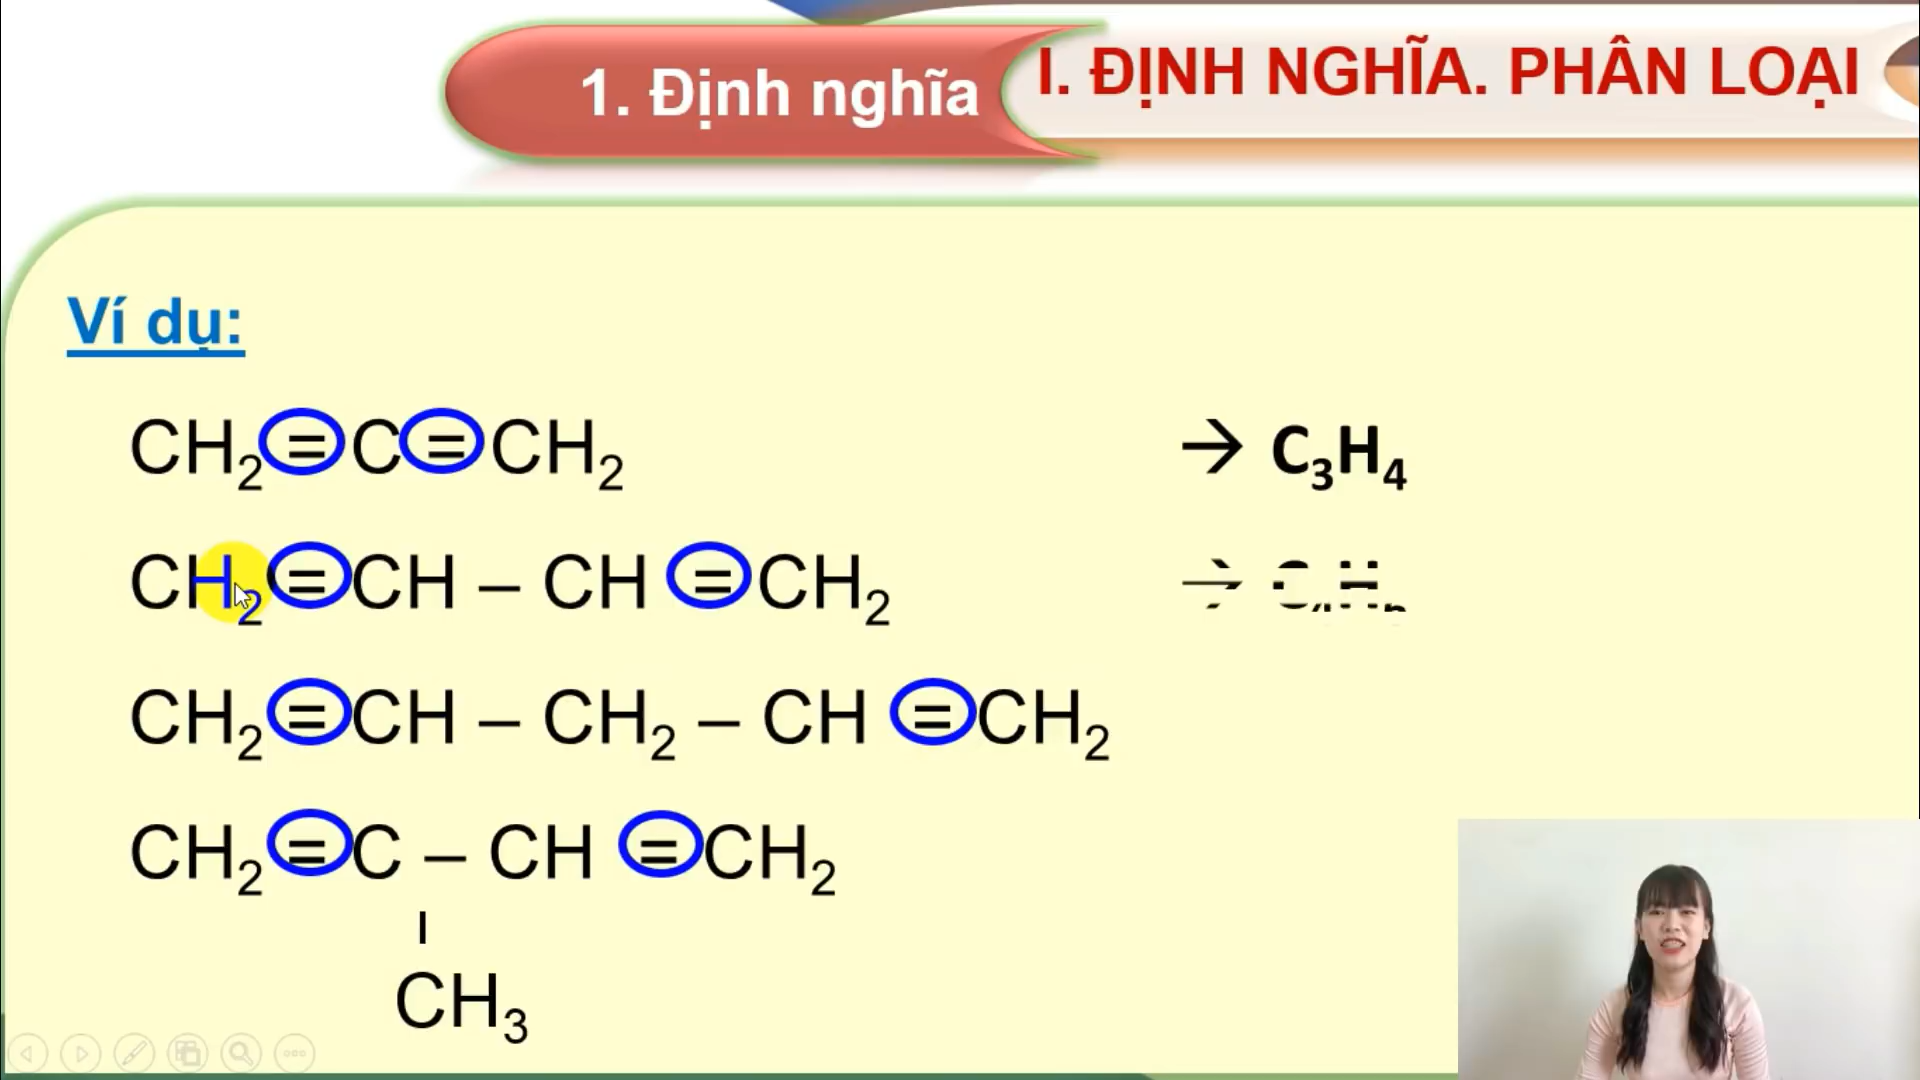 1. Định nghĩa
I. ĐỊNH NGHĨA. PHÂN LOẠI
Ví dụ:
CH₂=C=CH₂ → C₃H₄
CH₂=CH – CH=CH₂ →
CH₂=CH – CH₂ – CH=CH₂
CH₂=C – CH=CH₂
CH₃